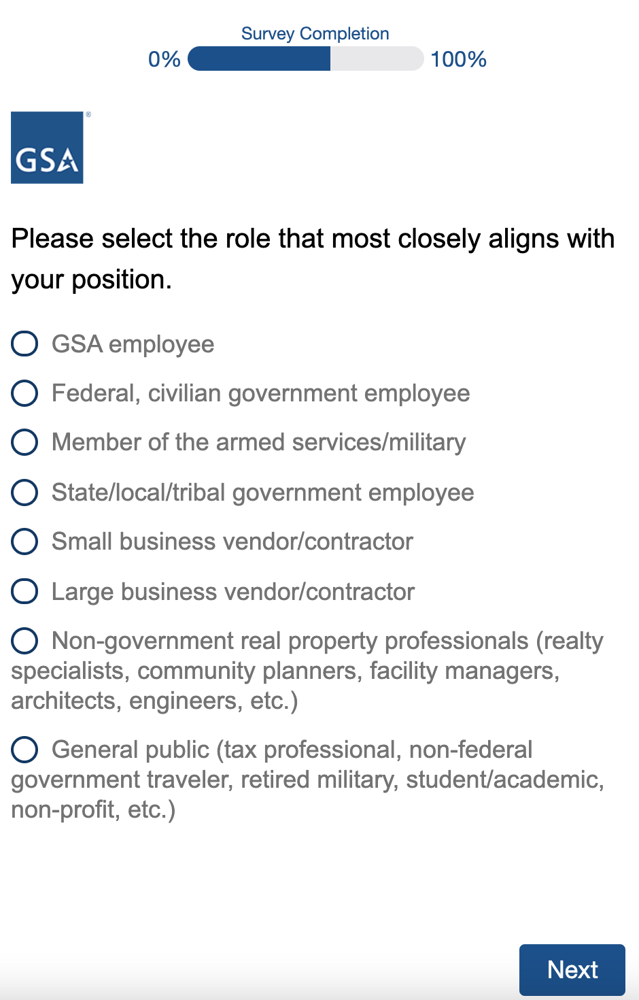 Survey Completion
0% 100%
®
GSA
Please select the role that most closely aligns with
your position.
GSA employee
Federal, civilian government employee
Member of the armed services/military
State/local/tribal government employee
Small business vendor/contractor
Large business vendor/contractor
Non-government real property professionals (realty
specialists, community planners, facility managers,
architects, engineers, etc.)
General public (tax professional, non-federal
government traveler, retired military, student/academic,
non-profit, etc.)
Next